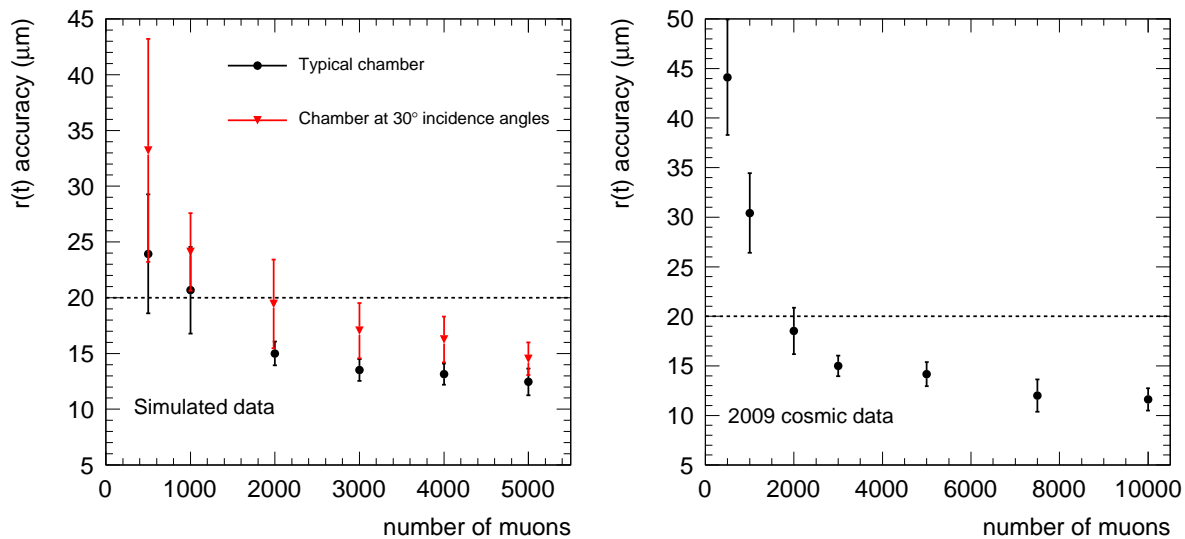 r(t) accuracy (μm)
45
40
35
30
25
20
15
10
5
Typical chamber
Chamber at 30° incidence angles
Simulated data
0 1000 2000 3000 4000 5000
number of muons
r(t) accuracy (μm)
50
45
40
35
30
25
20
15
10
5
2009 cosmic data
0 2000 4000 6000 8000 10000
number of muons